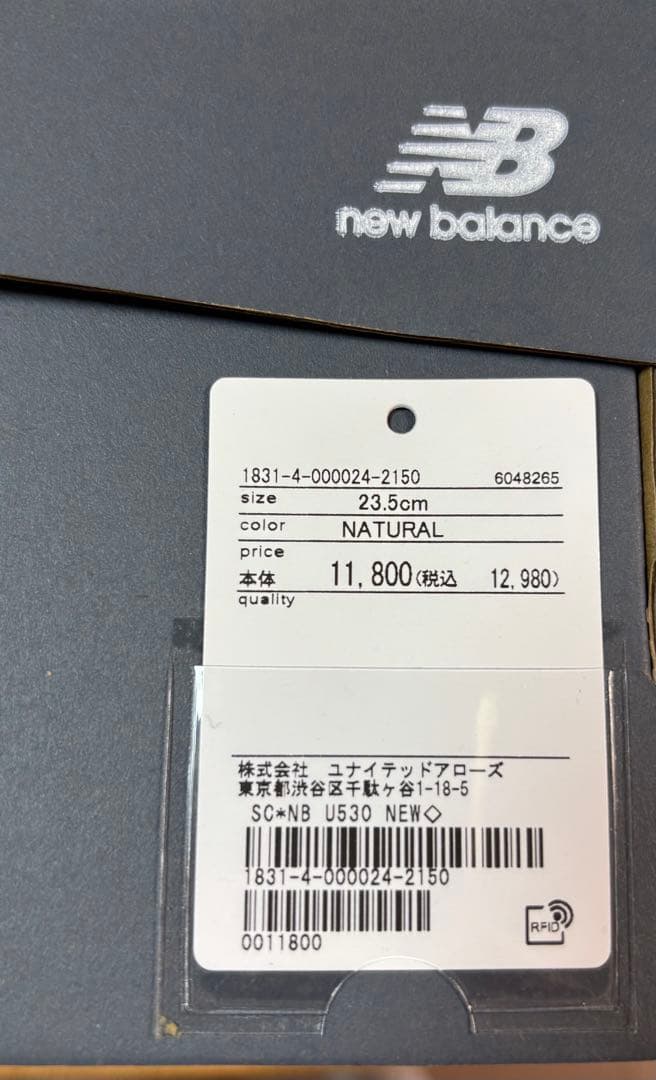 NB
new balance
1831-4-000024-2150 6048265
size 23.5cm
color NATURAL
price
本体 11,800(税込 12,980)
quality
株式会社 ユナイテッドアローズ
東京都渋谷区千駄ヶ谷1-18-5
SC*NB U530 NEW◇
1831-4-000024-2150
0011800
RFID